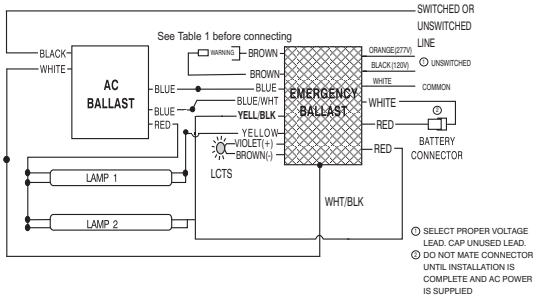 SWITCHED OR
UNSWITCHED
LINE
See Table 1 before connecting
BLACK
WHITE
AC
BALLAST
BLUE
BLUE
RED
WARNING
BROWN
BROWN
BLUE
BLUE/WHT
YELL/BLK
YELLOW
VIOLET(+)
BROWN(-)
LCTS
EMERGENCY
BALLAST
ORANGE(277V)
BLACK(120V)
① UNSWITCHED
WHITE
COMMON
WHITE
②
RED
BATTERY
CONNECTOR
RED
LAMP 1
LAMP 2
WHT/BLK
① SELECT PROPER VOLTAGE
LEAD. CAP UNUSED LEAD.
② DO NOT MATE CONNECTOR
UNTIL INSTALLATION IS
COMPLETE AND AC POWER
IS SUPPLIED